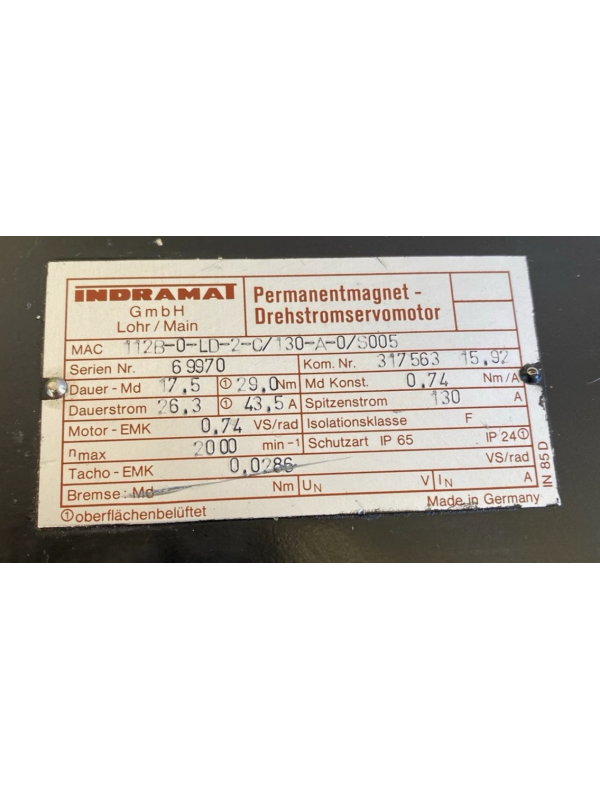 INDRAMAT
GmbH
Lohr/Main
Permanentmagnet-
Drehstromservomotor
MAC 112B-0-LD-2-C/130-A-0/S005
Serien Nr. 69970 Kom. Nr. 317563 15,92
Dauer-Md 17,5 ① 29,0 Nm Md Konst. 0,74 Nm/A
Dauerstrom 26,3 ① 43,5 A Spitzenstrom 130 A
Motor-EMK 0,74 VS/rad Isolationsklasse F
nmax 2000 min-1 Schutzart IP 65 IP 24①
Tacho-EMK 0,0286 VS/rad
Bremse: Md Nm UN V IN A
①oberflächenbelüftet Made in Germany
IN 85 D